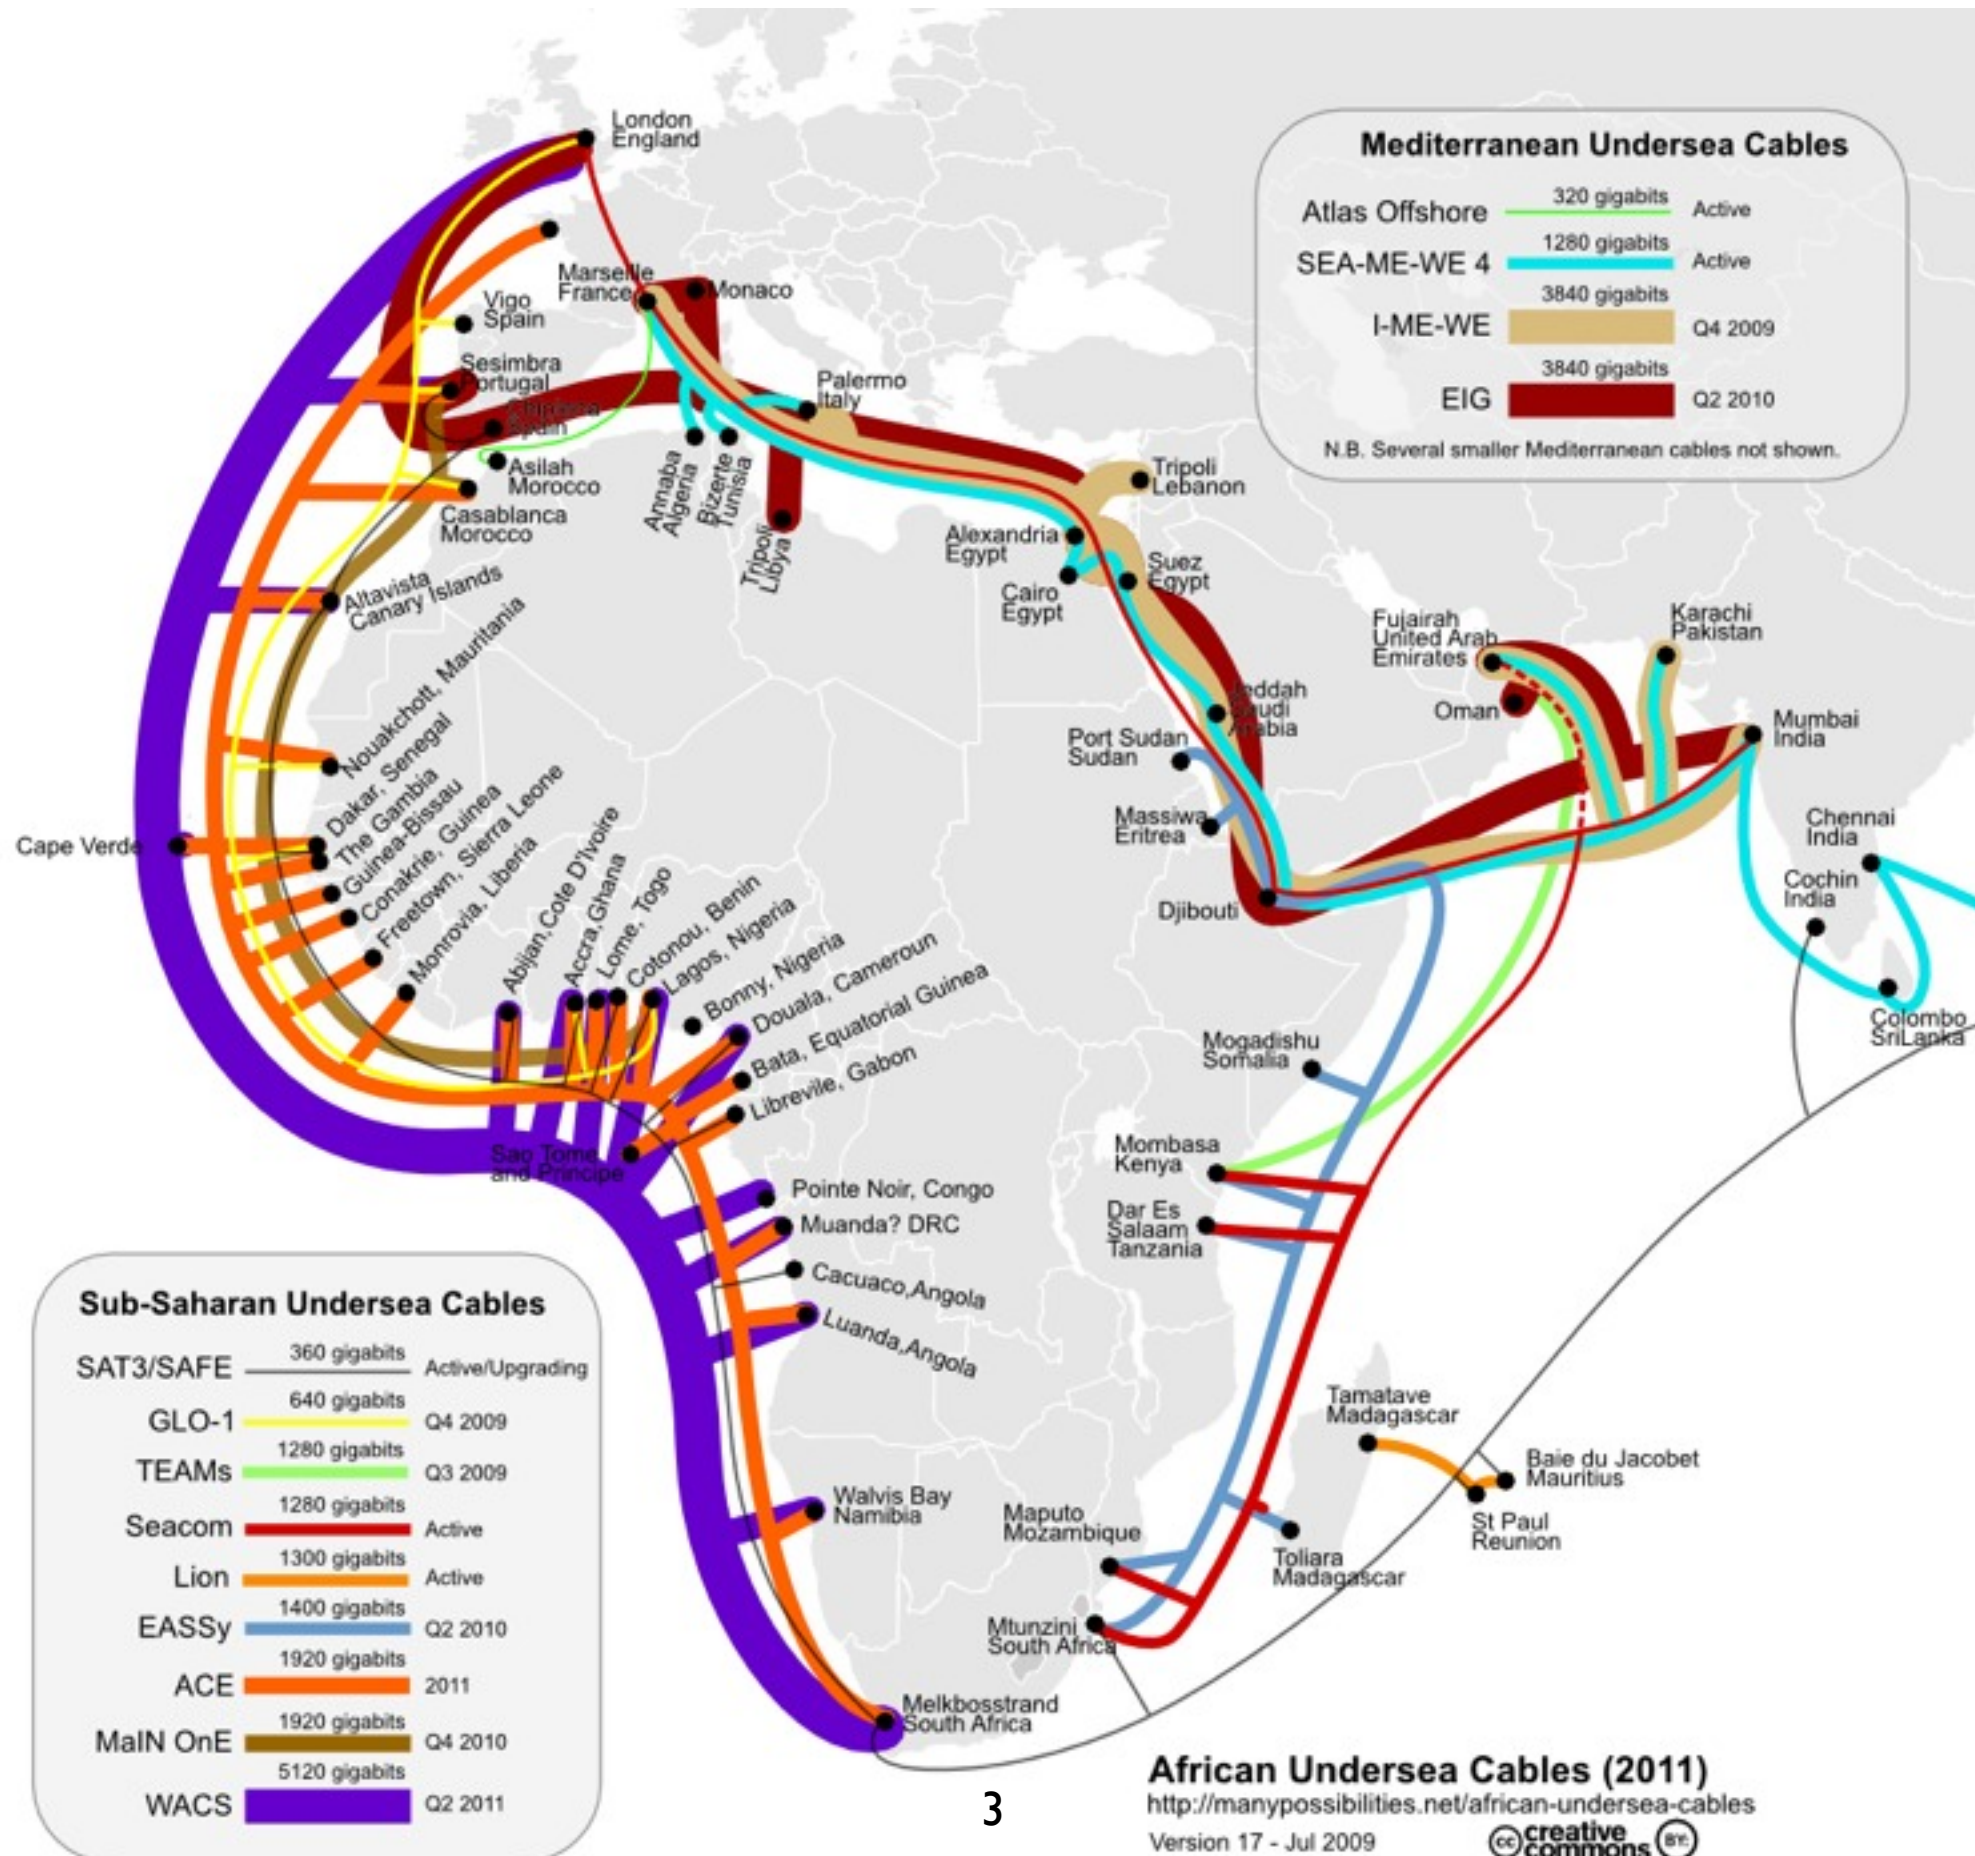 London
England
Marseille
France
Monaco
Vigo
Spain
Sesimbra
Portugal
Chipiona
Spain
Palermo
Italy
Asilah
Morocco
Casablanca
Morocco
Annaba
Algeria
Bizerte
Tunisia
Tripoli
Libya
Tripoli
Lebanon
Alexandria
Egypt
Cairo
Egypt
Suez
Egypt
Altavista
Canary Islands
Nouakchott, Mauritania
Dakar, Senegal
The Gambia
Guinea-Bissau
Conakrie, Guinea
Freetown, Sierra Leone
Monrovia, Liberia
Cape Verde
Abijan,Cote D'Ivoire
Accra,Ghana
Lome, Togo
Cotonou, Benin
Lagos, Nigeria
Bonny, Nigeria
Douala, Cameroun
Bata, Equatorial Guinea
Librevile, Gabon
Sao Tome
and Principe
Pointe Noir, Congo
Muanda? DRC
Cacuaco,Angola
Luanda,Angola
Walvis Bay
Namibia
Melkbosstrand
South Africa
Jeddah
Saudi
Arabia
Port Sudan
Sudan
Massiwa
Eritrea
Djibouti
Fujairah
United Arab
Emirates
Oman
Karachi
Pakistan
Mumbai
India
Chennai
India
Cochin
India
Colombo
SriLanka
Mogadishu
Somalia
Mombasa
Kenya
Dar Es
Salaam
Tanzania
Tamatave
Madagascar
Baie du Jacobet
Mauritius
St Paul
Reunion
Maputo
Mozambique
Toliara
Madagascar
Mtunzini
South Africa
Mediterranean Undersea Cables
Atlas Offshore 320 gigabits Active
SEA-ME-WE 4 1280 gigabits Active
I-ME-WE 3840 gigabits Q4 2009
EIG 3840 gigabits Q2 2010
N.B. Several smaller Mediterranean cables not shown.
Sub-Saharan Undersea Cables
SAT3/SAFE 360 gigabits Active/Upgrading
GLO-1 640 gigabits Q4 2009
TEAMs 1280 gigabits Q3 2009
Seacom 1280 gigabits Active
Lion 1300 gigabits Active
EASSy 1400 gigabits Q2 2010
ACE 1920 gigabits 2011
MaIN OnE 1920 gigabits Q4 2010
WACS 5120 gigabits Q2 2011
3
African Undersea Cables (2011)
http://manypossibilities.net/african-undersea-cables
Version 17 - Jul 2009
cc creative
commons BY: